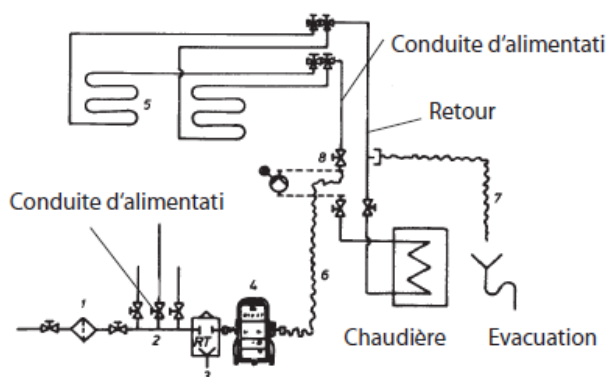 Conduite d'alimentati
Retour
5
8
7
Conduite d'alimentati
6
4
1
2
RT
3
Chaudière
Evacuation